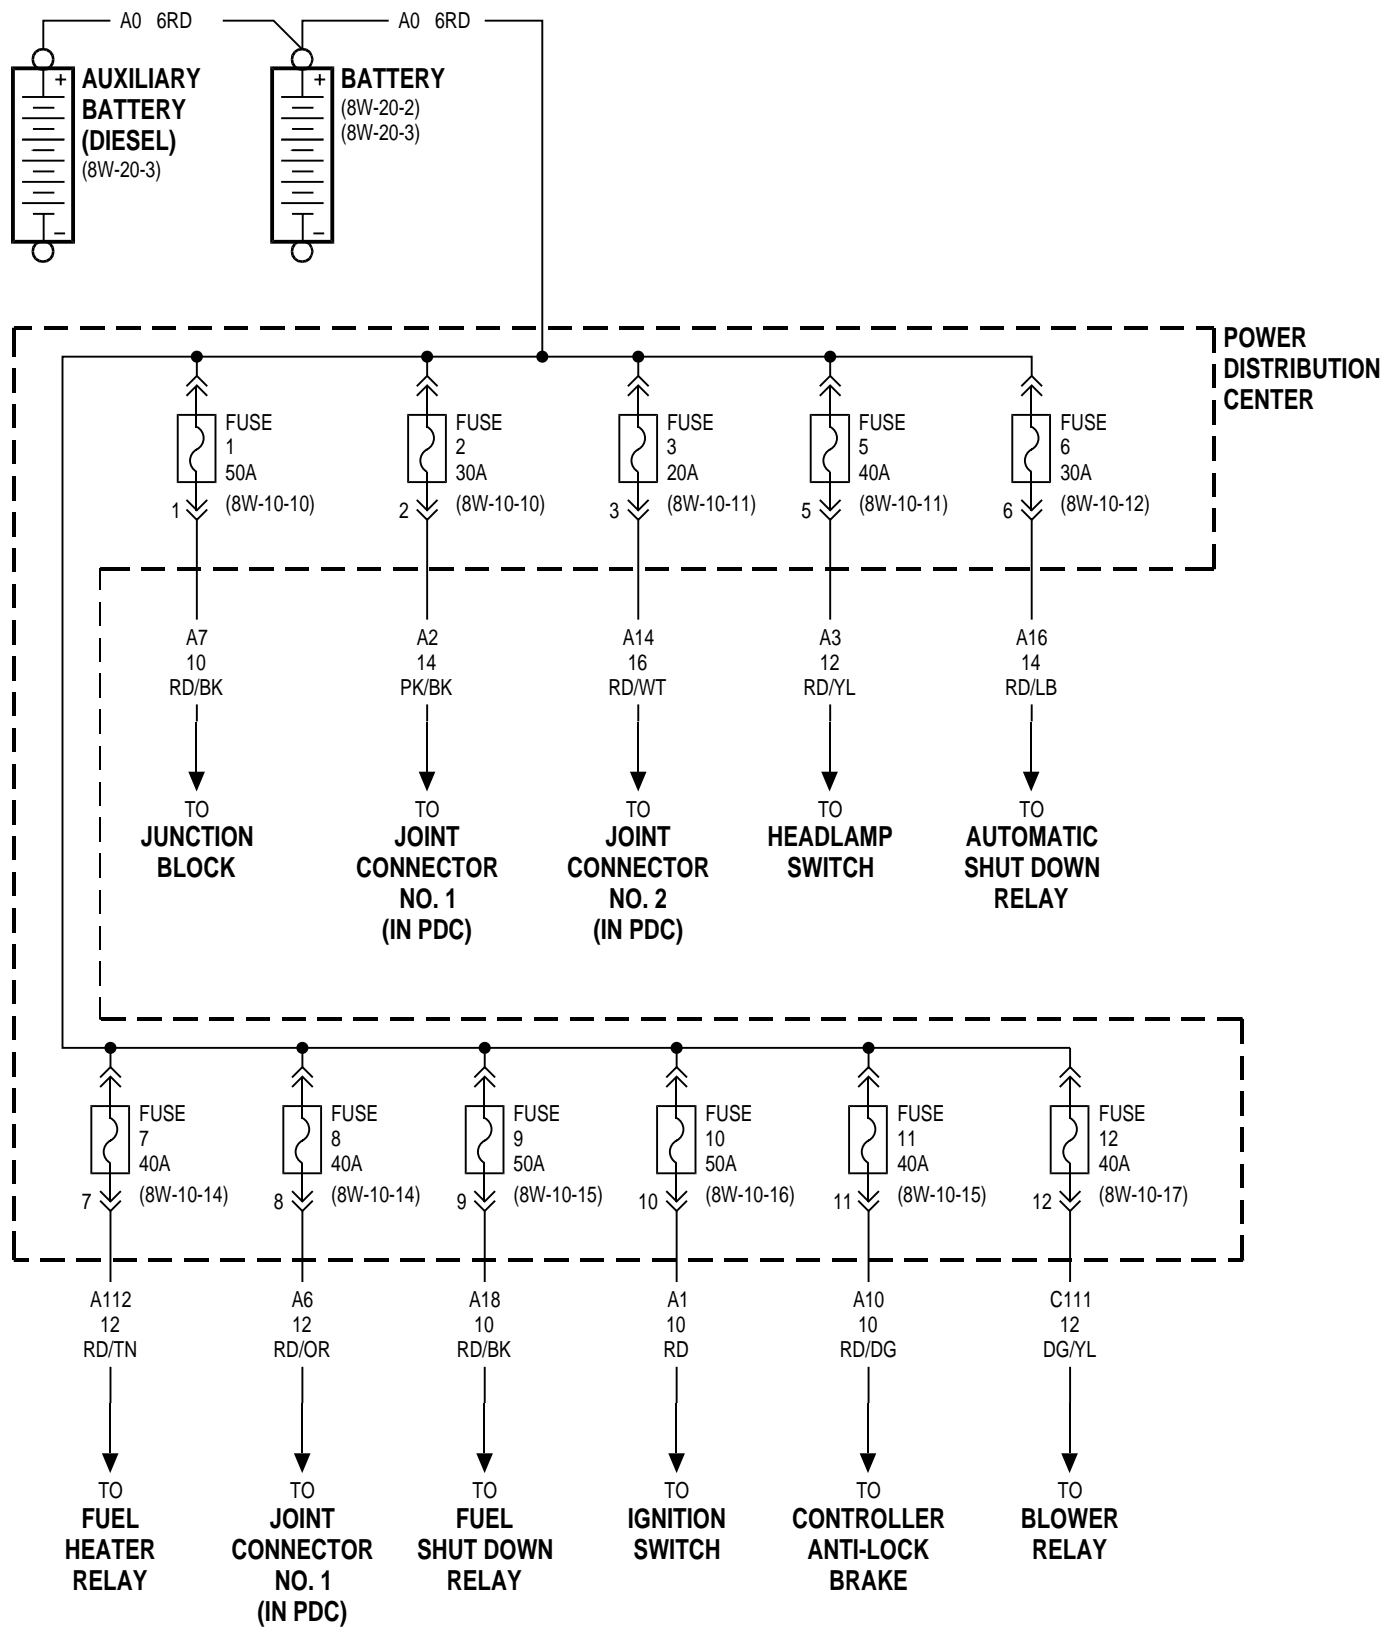 A0 6RD
A0 6RD
+
AUXILIARY
BATTERY
(DIESEL)
(8W-20-3)
–
+
BATTERY
(8W-20-2)
(8W-20-3)
–
POWER
DISTRIBUTION
CENTER
FUSE
1
50A
(8W-10-10)
1
FUSE
2
30A
(8W-10-10)
2
FUSE
3
20A
(8W-10-11)
3
FUSE
5
40A
(8W-10-11)
5
FUSE
6
30A
(8W-10-12)
6
A7
10
RD/BK
TO
JUNCTION
BLOCK
A2
14
PK/BK
TO
JOINT
CONNECTOR
NO. 1
(IN PDC)
A14
16
RD/WT
TO
JOINT
CONNECTOR
NO. 2
(IN PDC)
A3
12
RD/YL
TO
HEADLAMP
SWITCH
A16
14
RD/LB
TO
AUTOMATIC
SHUT DOWN
RELAY
FUSE
7
40A
(8W-10-14)
7
FUSE
8
40A
(8W-10-14)
8
FUSE
9
50A
(8W-10-15)
9
FUSE
10
50A
(8W-10-16)
10
FUSE
11
40A
(8W-10-15)
11
FUSE
12
40A
(8W-10-17)
12
A112
12
RD/TN
TO
FUEL
HEATER
RELAY
A6
12
RD/OR
TO
JOINT
CONNECTOR
NO. 1
(IN PDC)
A18
10
RD/BK
TO
FUEL
SHUT DOWN
RELAY
A1
10
RD
TO
IGNITION
SWITCH
A10
10
RD/DG
TO
CONTROLLER
ANTI-LOCK
BRAKE
C111
12
DG/YL
TO
BLOWER
RELAY